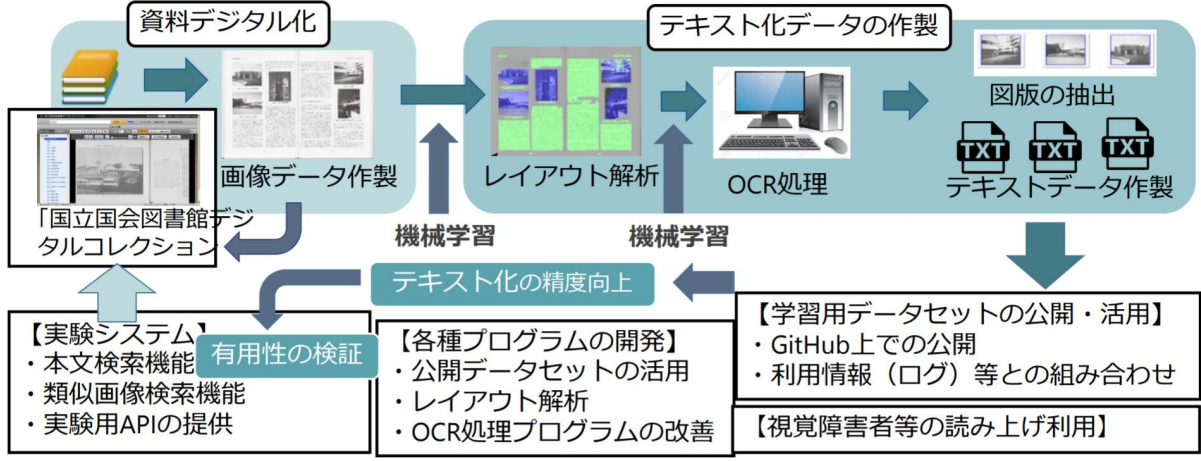 資料デジタル化
テキスト化データの作製
画像データ作製
「国立国会図書館デジ
タルコレクション
レイアウト解析
OCR処理
図版の抽出
TXT
TXT
TXT
テキストデータ作製
機械学習
機械学習
テキスト化の精度向上
有用性の検証
【実験システム】
・本文検索機能
・類似画像検索機能
・実験用APIの提供
【各種プログラムの開発】
・公開データセットの活用
・レイアウト解析
・OCR処理プログラムの改善
【学習用データセットの公開・活用】
・GitHub上での公開
・利用情報（ログ）等との組み合わせ
【視覚障害者等の読み上げ利用】